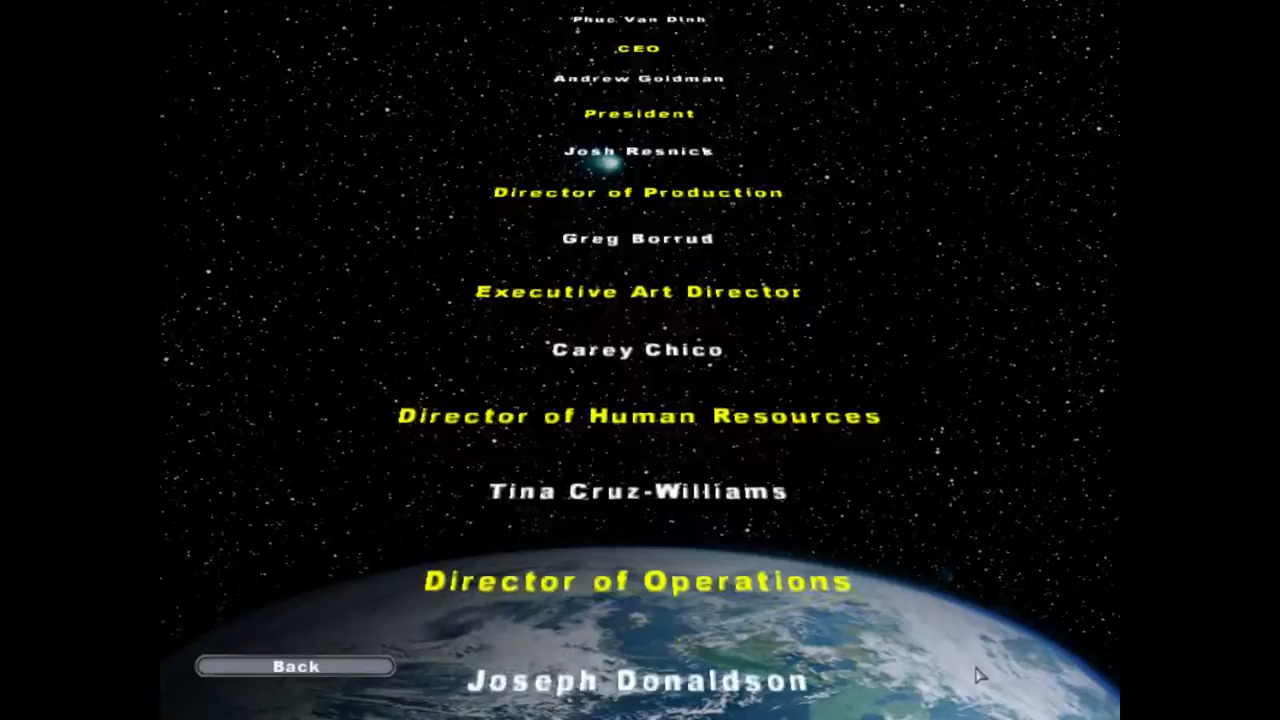 Phuc Van Dinh
CEO
Andrew Goldman
President
Josh Resnick
Director of Production
Greg Borrud
Executive Art Director
Carey Chico
Director of Human Resources
Tina Cruz-Williams
Director of Operations
Back
Joseph Donaldson